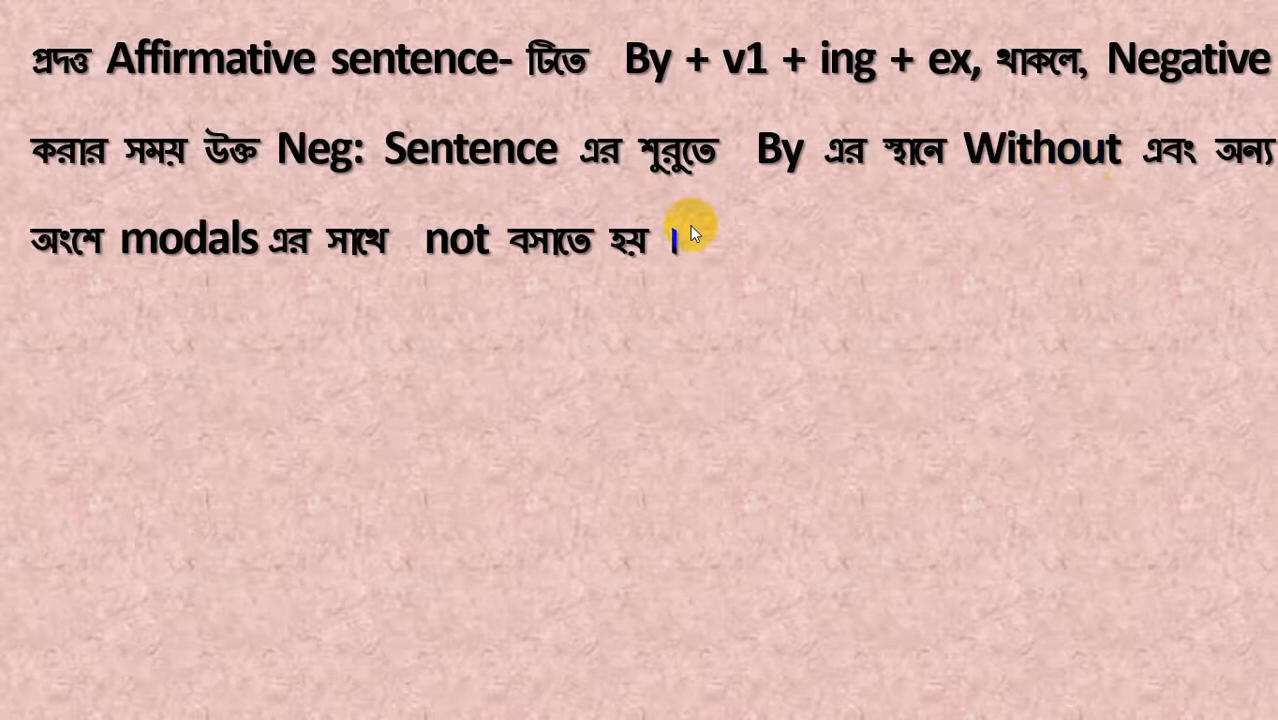 প্রদত্ত Affirmative sentence- টিতে By + v1 + ing + ex, থাকলে, Negative
করার সময় উক্ত Neg: Sentence এর শুরুতে By এর স্থানে Without এবং অন্য
অংশে modals এর সাথে not বসাতে হয় ।